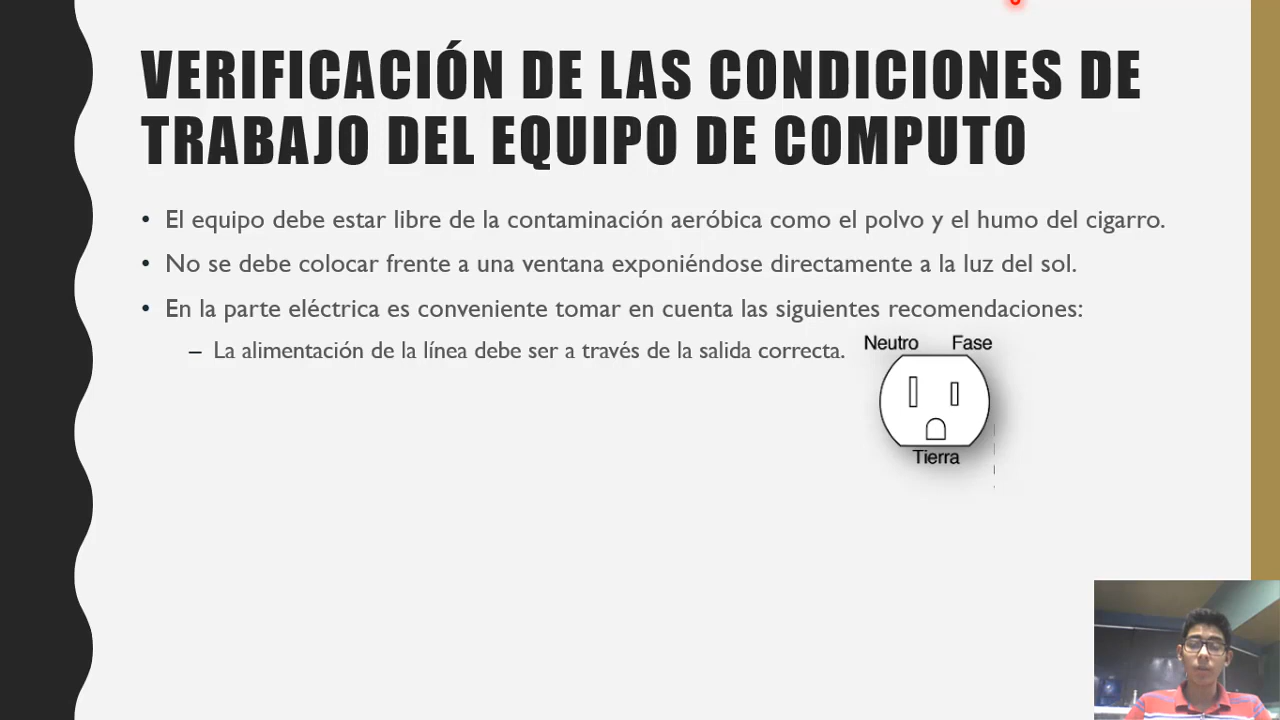 VERIFICACIÓN DE LAS CONDICIONES DE
TRABAJO DEL EQUIPO DE COMPUTO
• El equipo debe estar libre de la contaminación aeróbica como el polvo y el humo del cigarro.
• No se debe colocar frente a una ventana exponiéndose directamente a la luz del sol.
• En la parte eléctrica es conveniente tomar en cuenta las siguientes recomendaciones:
– La alimentación de la línea debe ser a través de la salida correcta.
Neutro Fase
Tierra